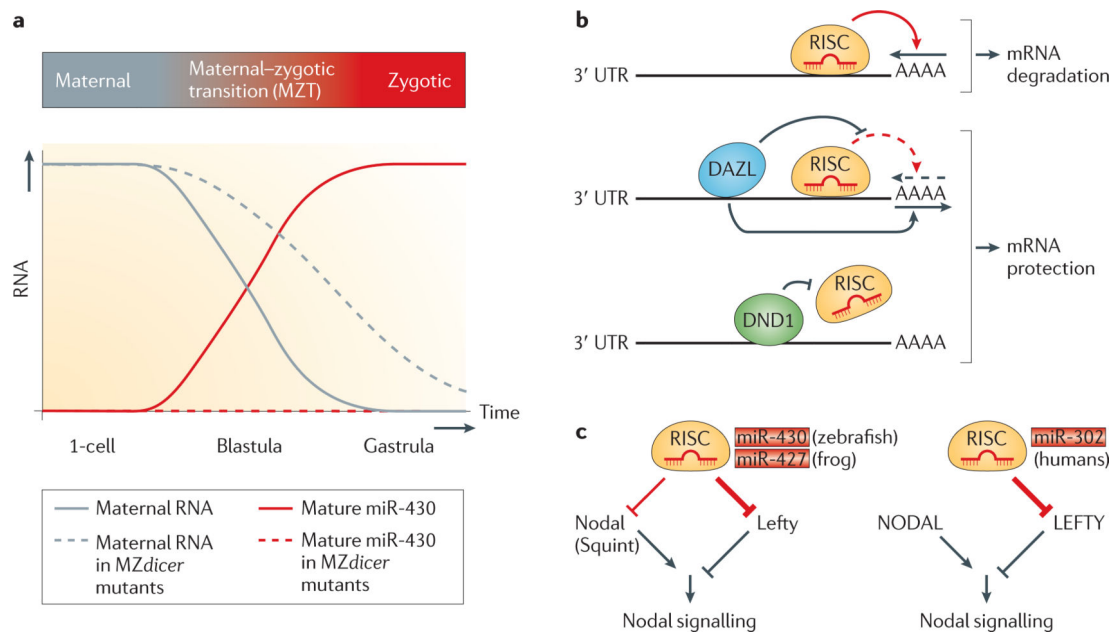 a
Maternal
Maternal–zygotic
transition (MZT)
Zygotic
RNA
Time
1-cell
Blastula
Gastrula
Maternal RNA
Mature miR-430
Maternal RNA
in MZdicer
mutants
Mature miR-430
in MZdicer
mutants
b
RISC
3′ UTR
AAAA
mRNA
degradation
DAZL
RISC
3′ UTR
AAAA
mRNA
protection
RISC
DND1
3′ UTR
AAAA
c
RISC
miR-430 (zebrafish)
miR-427 (frog)
Nodal
(Squint)
Lefty
Nodal signalling
RISC
miR-302
(humans)
NODAL
LEFTY
Nodal signalling